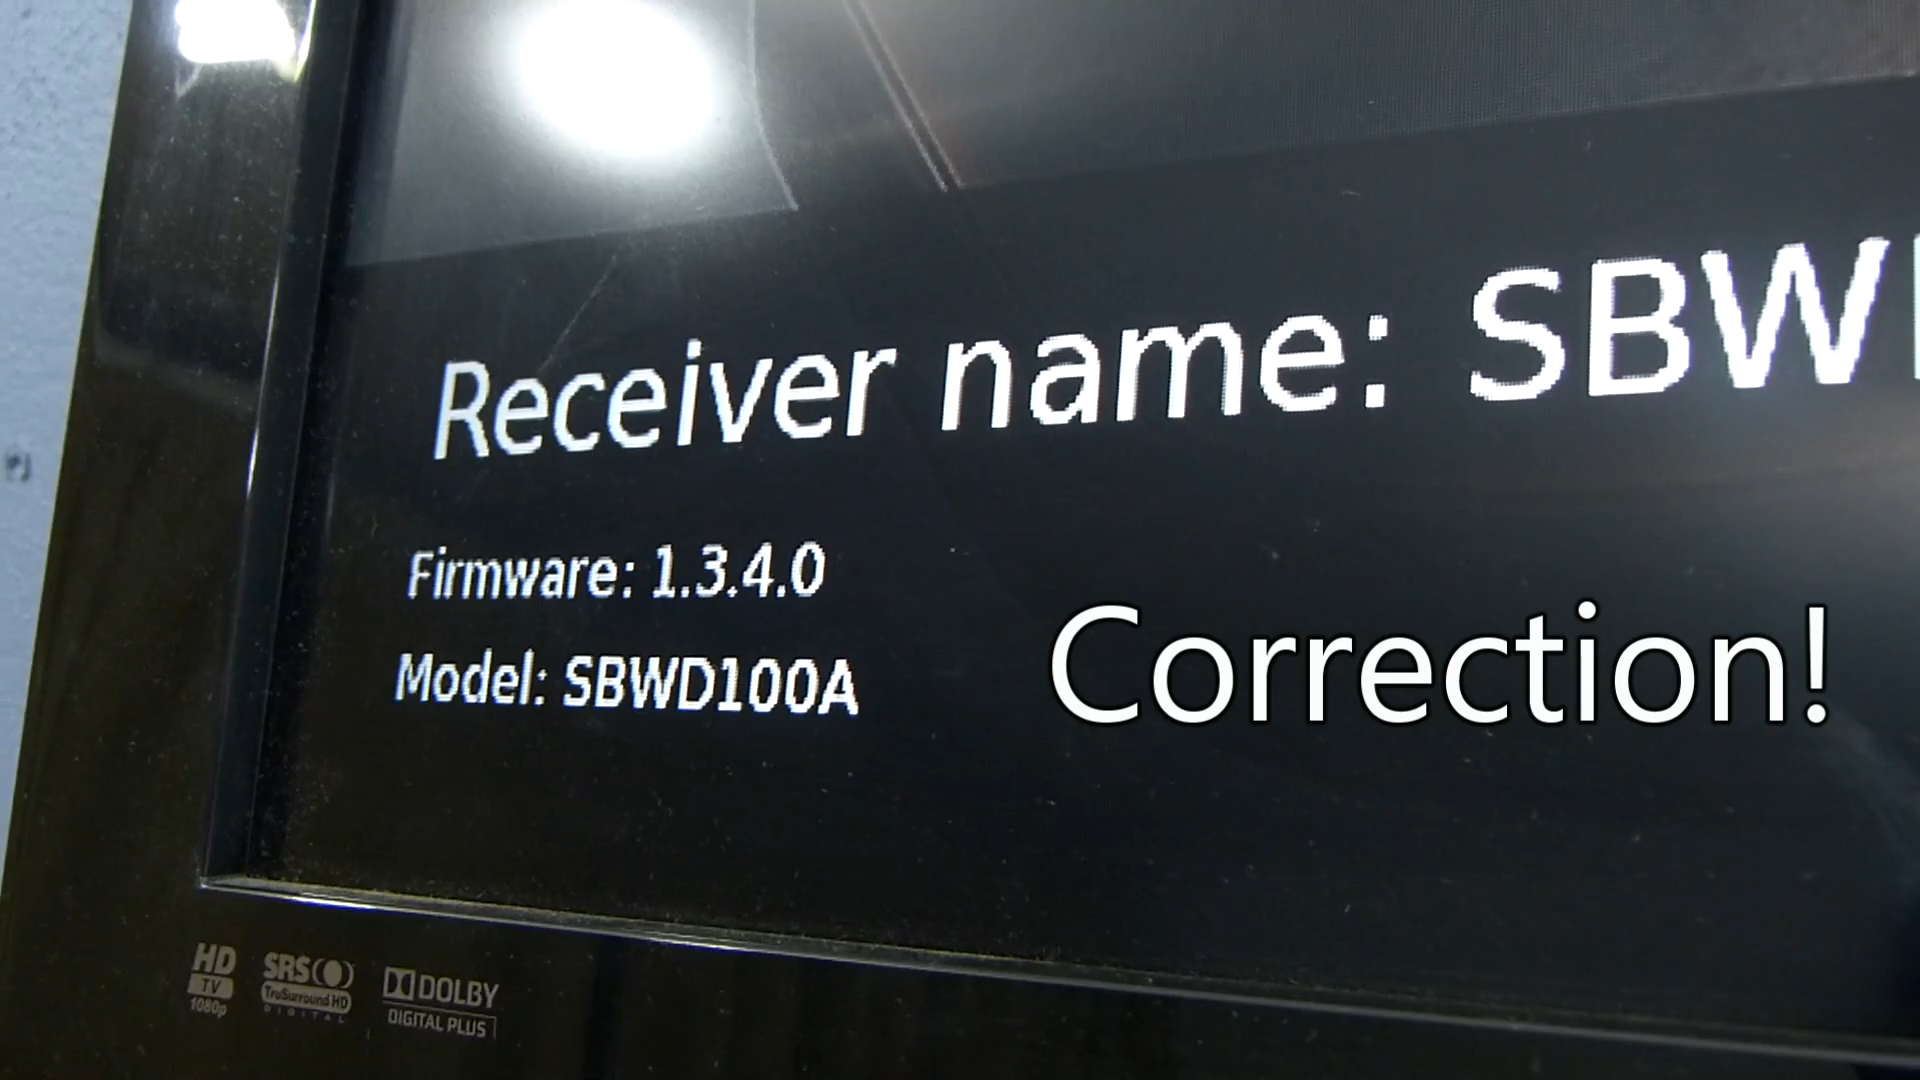 Receiver name: SBW
Firmware: 1.3.4.0
Model: SBWD100A
Correction!
HD
TV
1080p
SRS
TruSurround HD
DIGITAL
DOLBY
DIGITAL PLUS